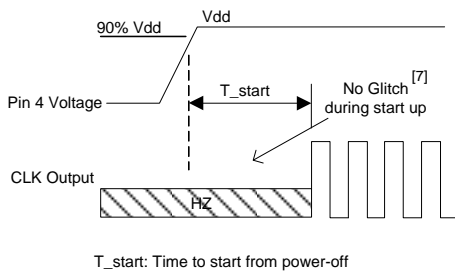 Vdd
90% Vdd
T_start
No Glitch [7]
during start up
Pin 4 Voltage
CLK Output
HZ
T_start: Time to start from power-off